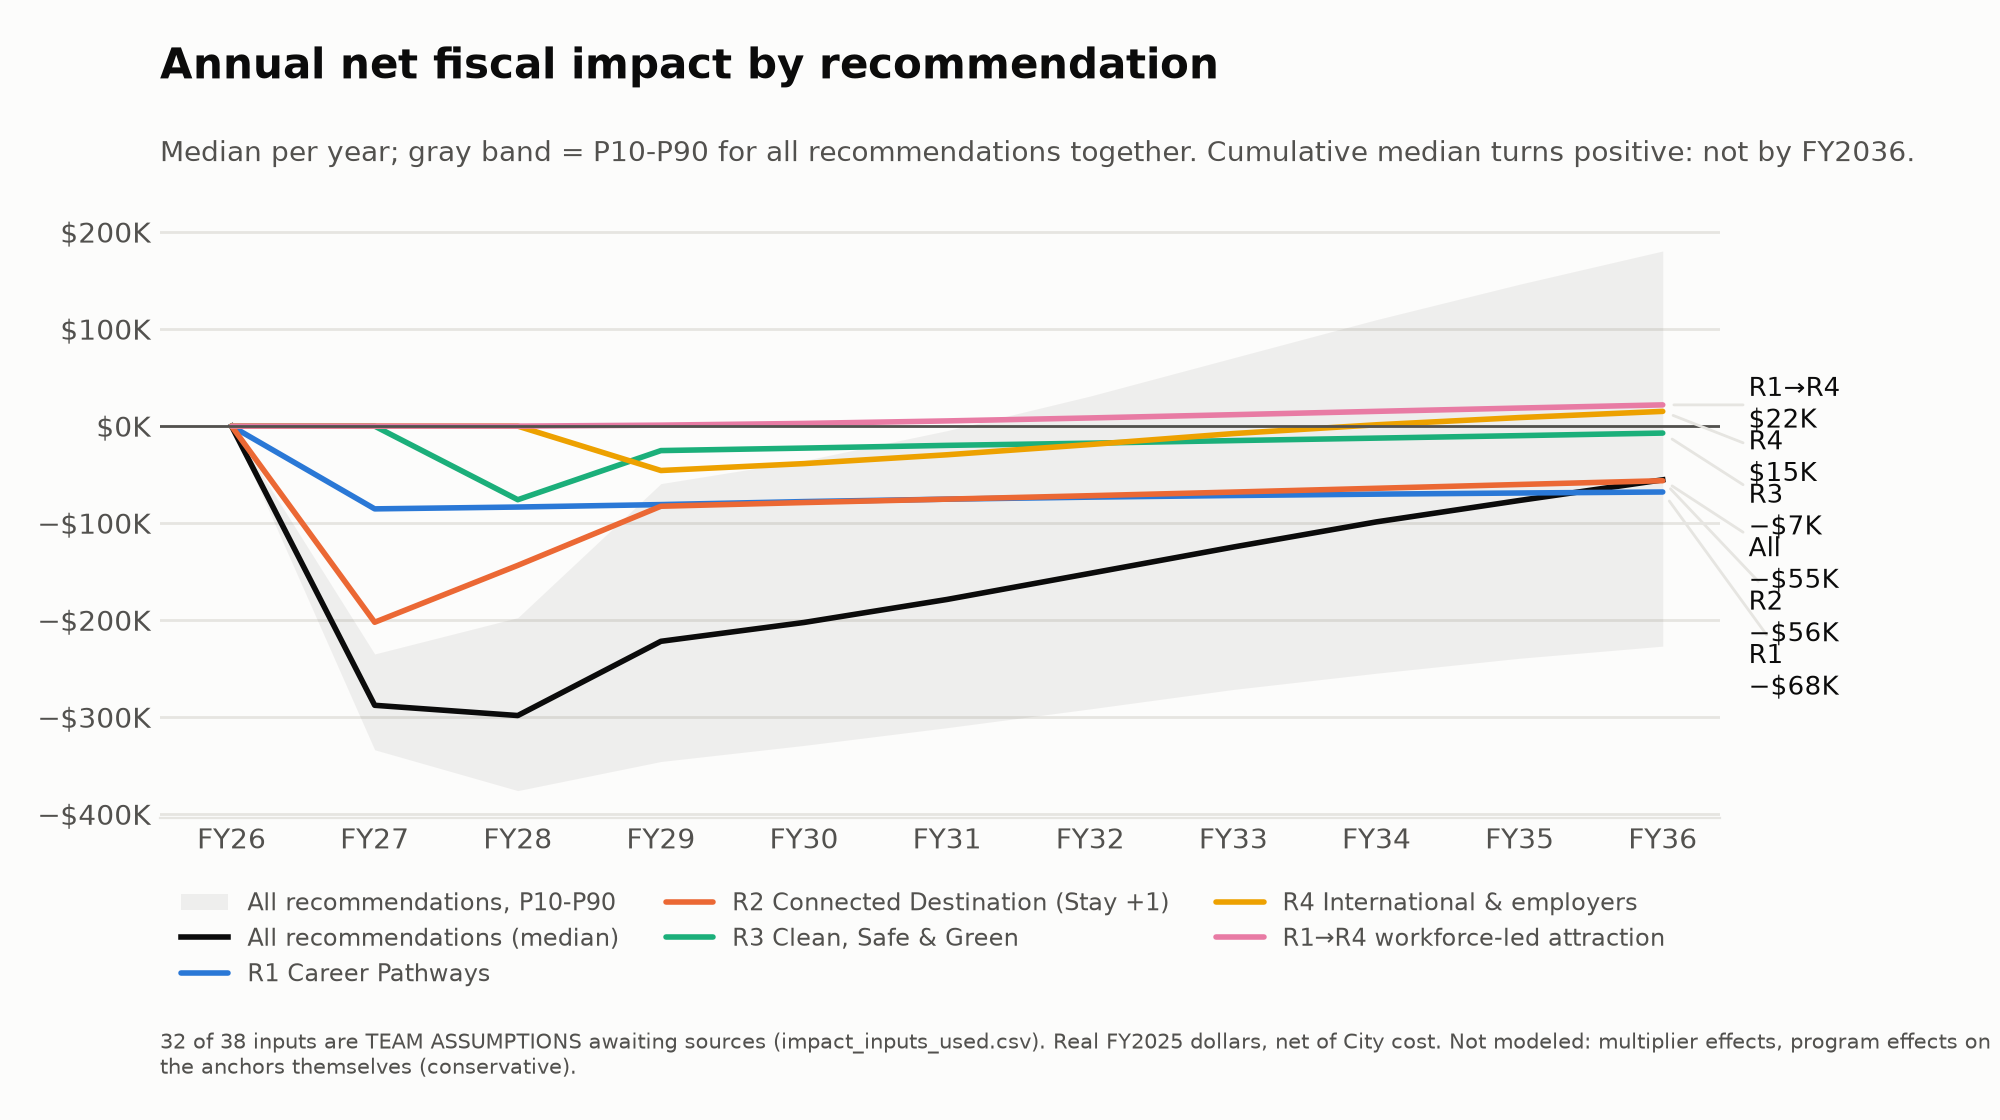 Annual net fiscal impact by recommendation
Median per year; gray band = P10-P90 for all recommendations together. Cumulative median turns positive: not by FY2036.
$200K
$100K
$0K
−$100K
−$200K
−$300K
−$400K
R1→R4
$22K
R4
$15K
R3
−$7K
All
−$55K
R2
−$56K
R1
−$68K
FY26 FY27 FY28 FY29 FY30 FY31 FY32 FY33 FY34 FY35 FY36
All recommendations, P10-P90
All recommendations (median)
R1 Career Pathways
R2 Connected Destination (Stay +1)
R3 Clean, Safe & Green
R4 International & employers
R1→R4 workforce-led attraction
32 of 38 inputs are TEAM ASSUMPTIONS awaiting sources (impact_inputs_used.csv). Real FY2025 dollars, net of City cost. Not modeled: multiplier effects, program effects on
the anchors themselves (conservative).